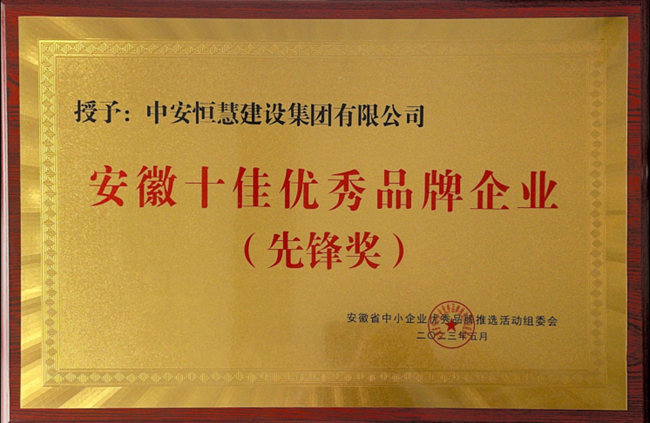 授予：中安恒慧建设集团有限公司
安徽十佳优秀品牌企业
（先锋奖）
安徽省中小企业优秀品牌推选活动组委会
二〇二三年五月